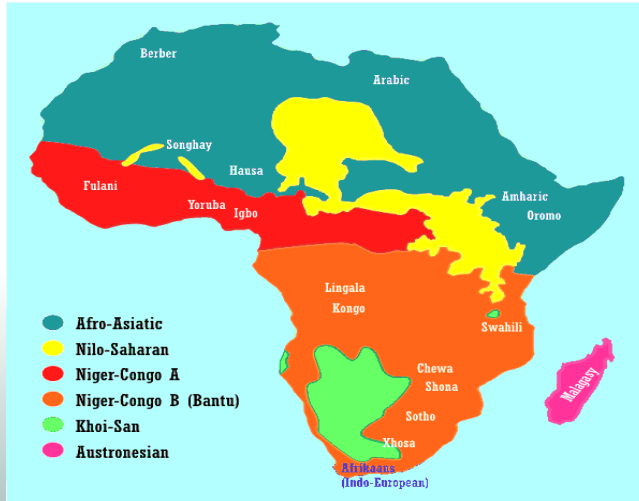 Berber
Arabic
Songhay
Hausa
Fulani
Yoruba
Igbo
Amharic
Oromo
Lingala
Kongo
Swahili
Chewa
Shona
Sotho
Xhosa
Malagasy
Afrikaans
(Indo-European)
Afro-Asiatic
Nilo-Saharan
Niger-Congo A
Niger-Congo B (Bantu)
Khoi-San
Austronesian